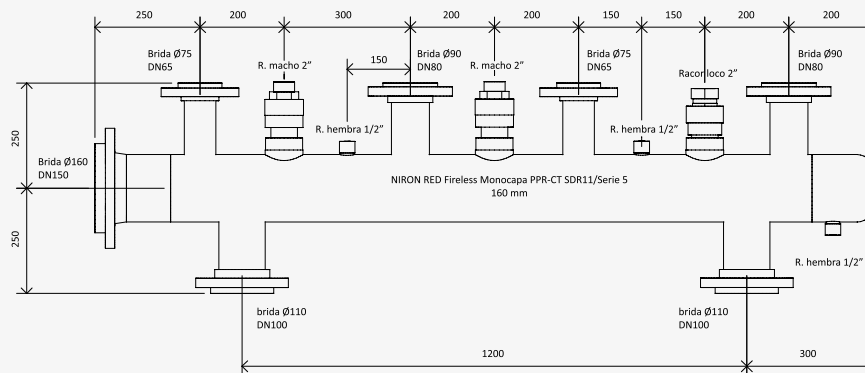 250
200
300
200
200
150
150
200
200
Brida Ø75
DN65
R. macho 2"
150
Brida Ø90
DN80
R. macho 2"
Brida Ø75
DN65
Racor loco 2"
Brida Ø90
DN80
R. hembra 1/2"
R. hembra 1/2"
250
Brida Ø160
DN150
NIRON RED Fireless Monocapa PPR-CT SDR11/Serie 5
160 mm
250
R. hembra 1/2"
brida Ø110
DN100
brida Ø110
DN100
1200
300